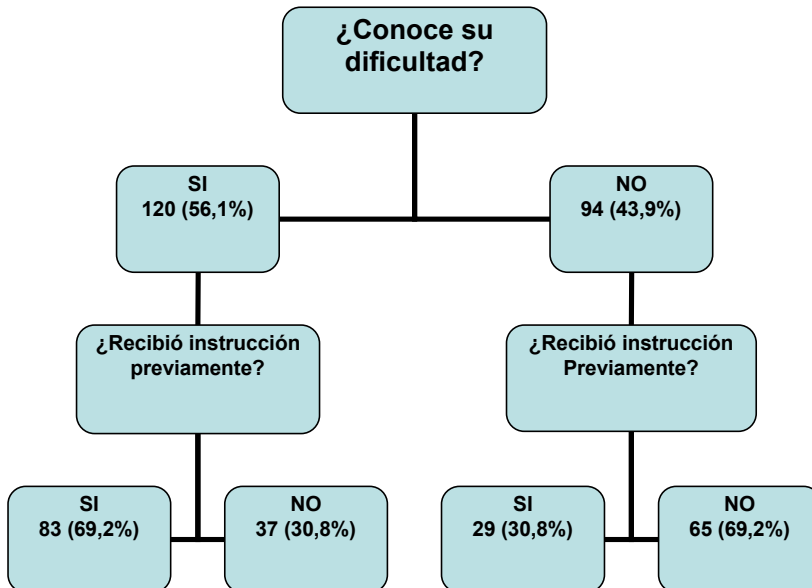 ¿Conoce su
dificultad?
SI
120 (56,1%)
NO
94 (43,9%)
¿Recibió instrucción
previamente?
¿Recibió instrucción
Previamente?
SI
83 (69,2%)
NO
37 (30,8%)
SI
29 (30,8%)
NO
65 (69,2%)